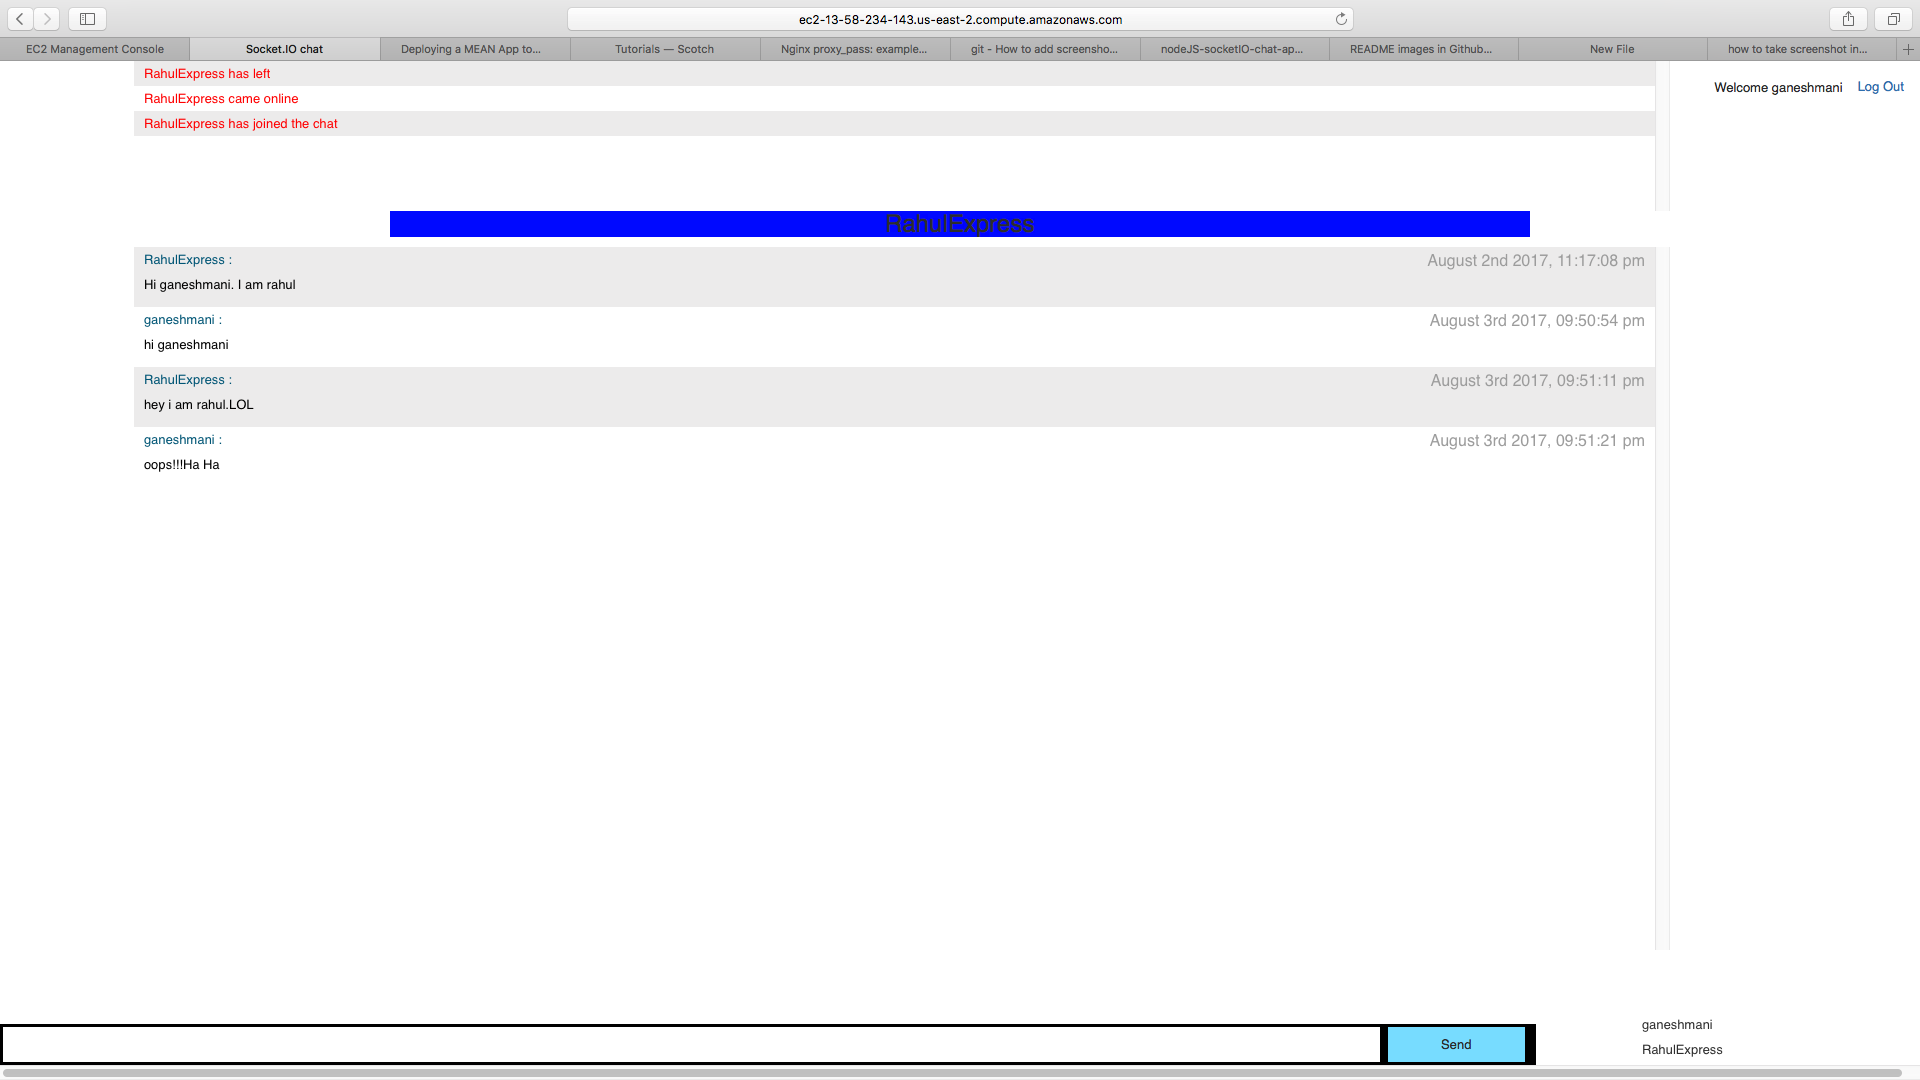 ec2-13-58-234-143.us-east-2.compute.amazonaws.com
EC2 Management Console
Socket.IO chat
Deploying a MEAN App to...
Tutorials — Scotch
Nginx proxy_pass: example...
git - How to add screensho...
nodeJS-socketIO-chat-ap...
README images in Github...
New File
how to take screenshot in...
RahulExpress has left
Welcome ganeshmani Log Out
RahulExpress came online
RahulExpress has joined the chat
RahulExpress
RahulExpress : August 2nd 2017, 11:17:08 pm
Hi ganeshmani. I am rahul
ganeshmani : August 3rd 2017, 09:50:54 pm
hi ganeshmani
RahulExpress : August 3rd 2017, 09:51:11 pm
hey i am rahul.LOL
ganeshmani : August 3rd 2017, 09:51:21 pm
oops!!!Ha Ha
Send
ganeshmani
RahulExpress